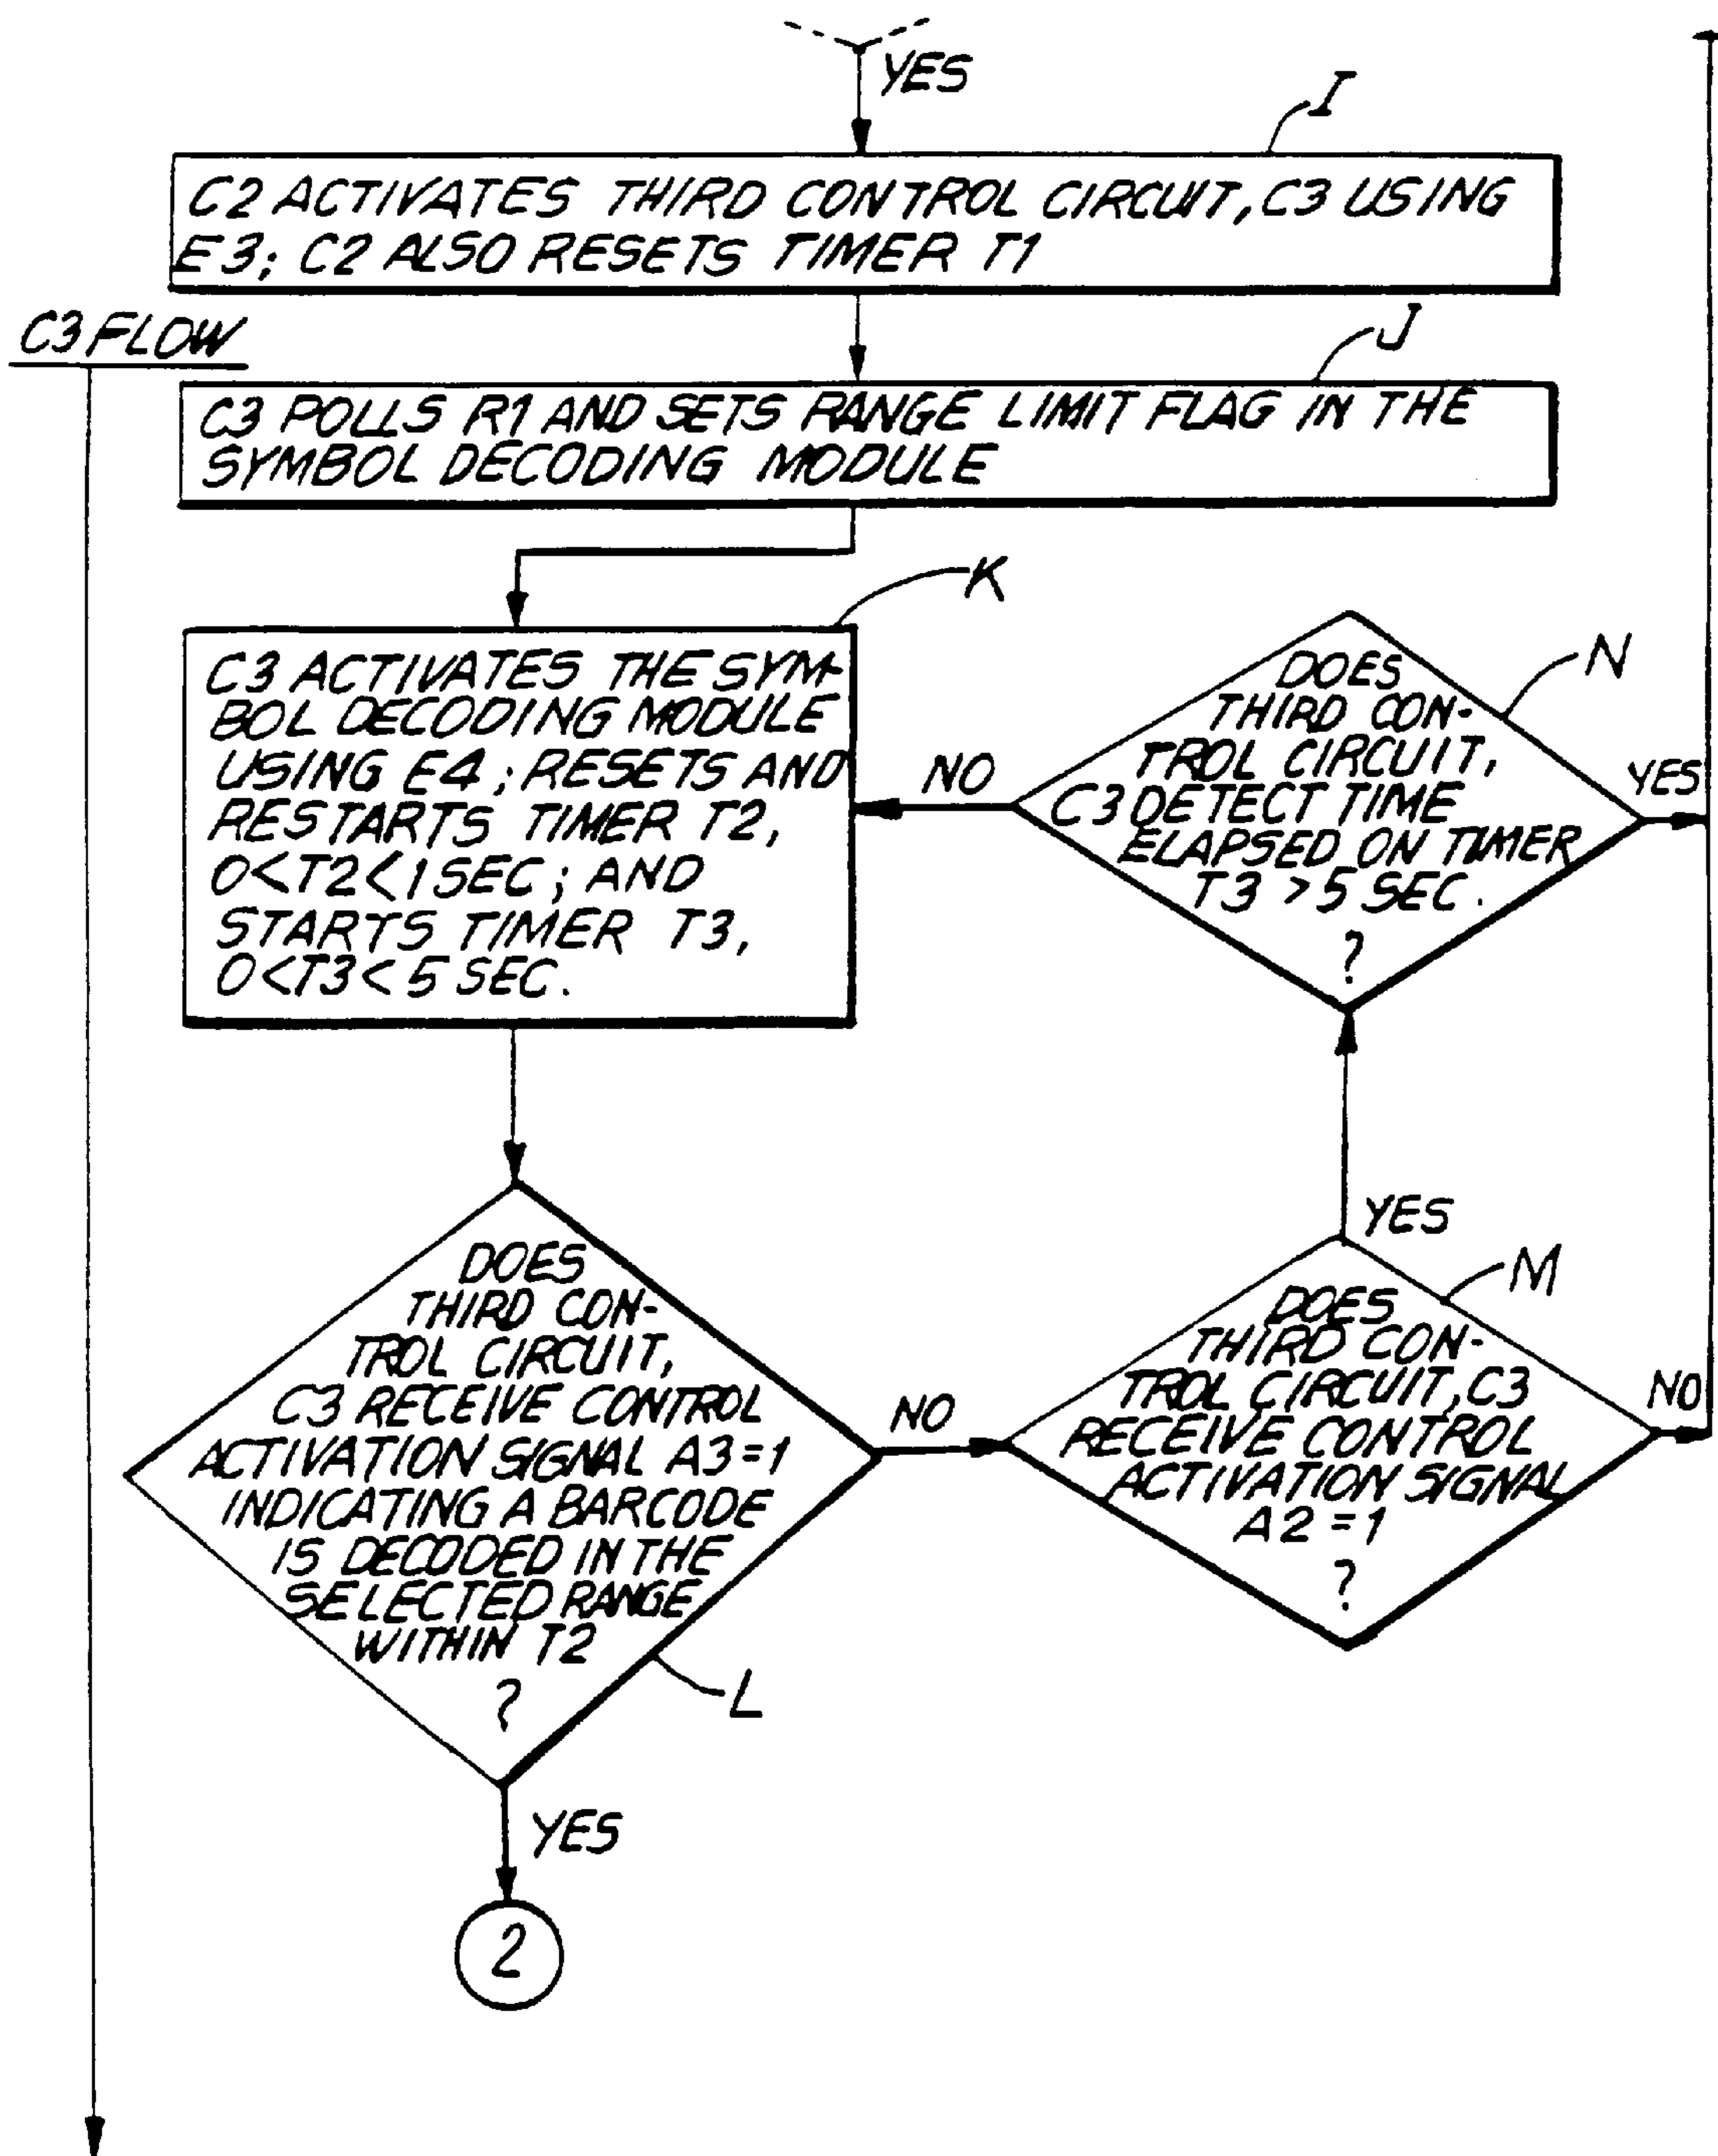 YES
I
C2 ACTIVATES THIRD CONTROL CIRCUIT, C3 USING
E3; C2 ALSO RESETS TIMER T1
C3 FLOW
J
C3 POLLS R1 AND SETS RANGE LIMIT FLAG IN THE
SYMBOL DECODING MODULE
K
C3 ACTIVATES THE SYM-
BOL DECODING MODULE
USING E4; RESETS AND
RESTARTS TIMER T2,
0<T2<1 SEC; AND
STARTS TIMER T3,
0<T3<5 SEC.
NO
DOES
THIRD CON-
TROL CIRCUIT,
C3 DETECT TIME
ELAPSED ON TIMER
T3 >5 SEC.
?
N
YES
DOES
THIRD CON-
TROL CIRCUIT,
C3 RECEIVE CONTROL
ACTIVATION SIGNAL A3=1
INDICATING A BARCODE
IS DECODED IN THE
SELECTED RANGE
WITHIN T2
?
L
NO
YES
M
DOES
THIRD CON-
TROL CIRCUIT, C3
RECEIVE CONTROL
ACTIVATION SIGNAL
A2=1
?
NO
YES
2